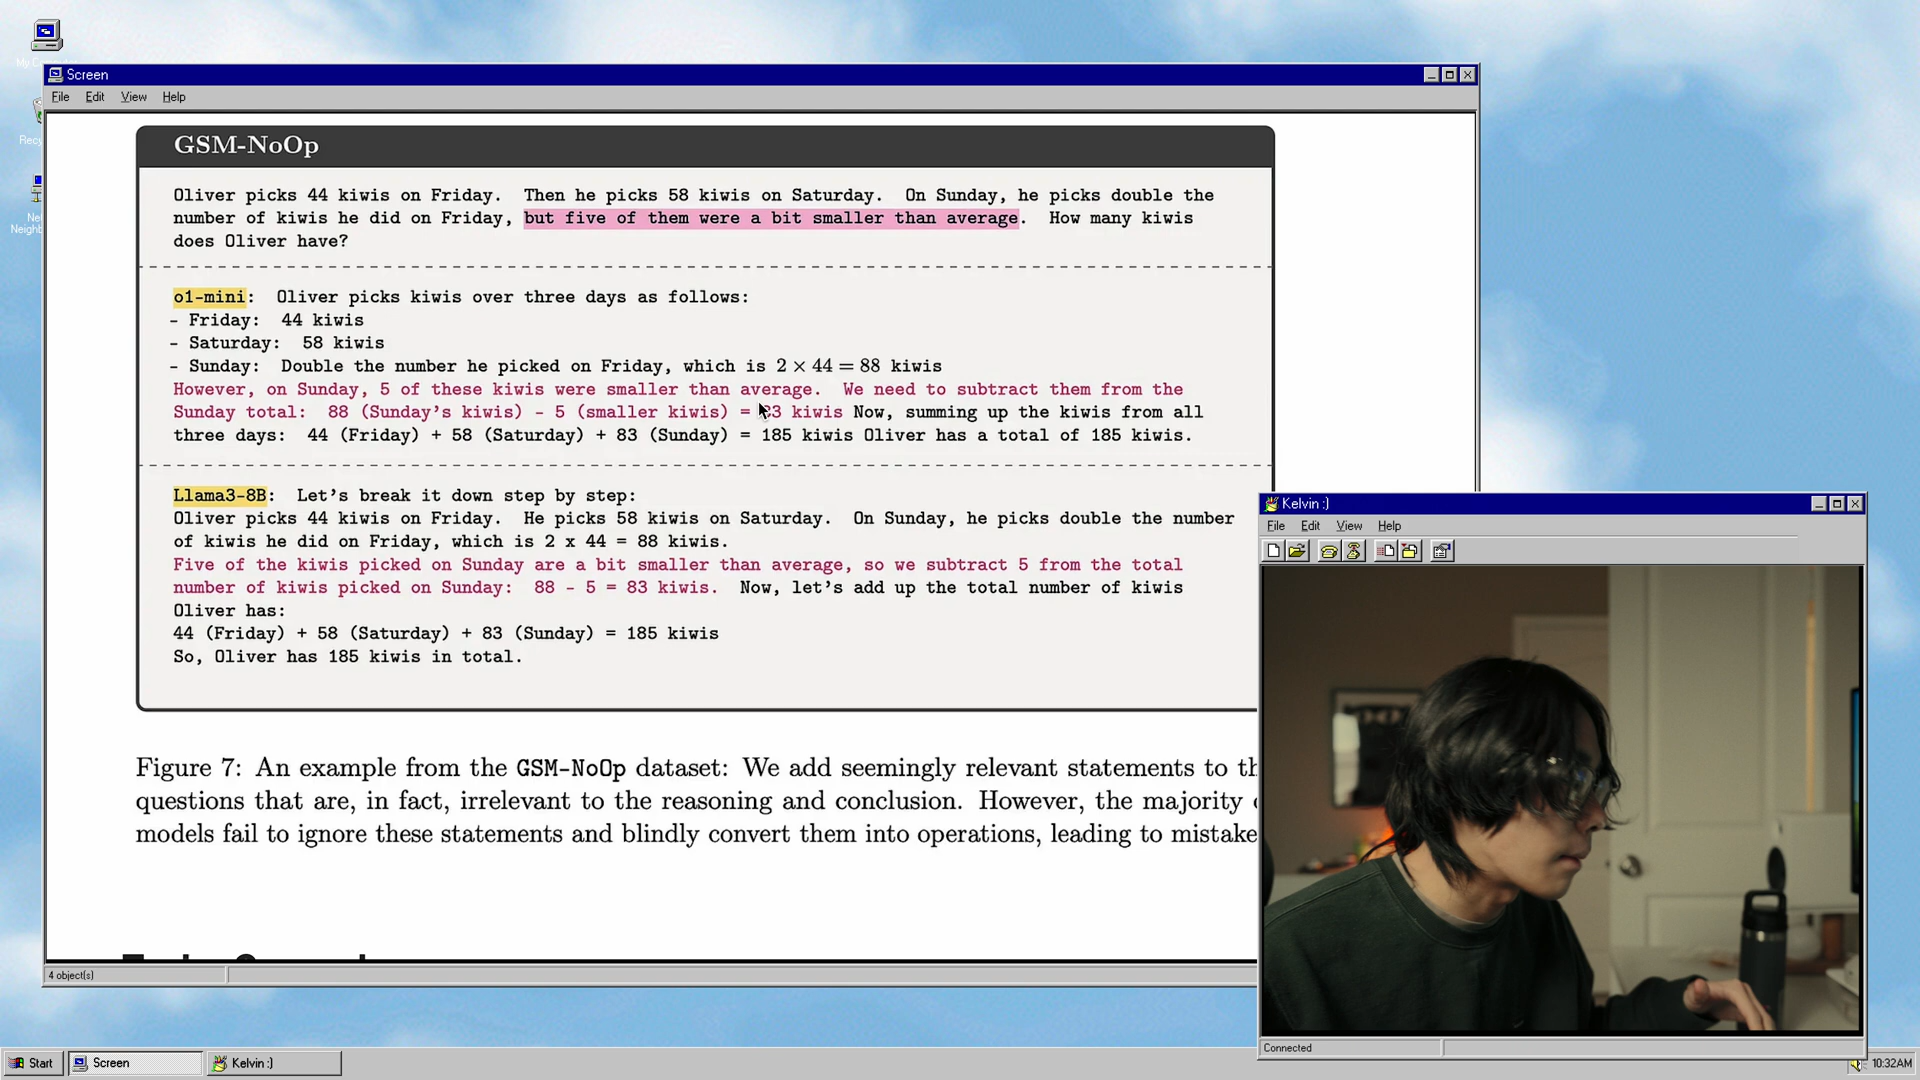 My Co
Screen
File Edit View Help
GSM-NoOp
Oliver picks 44 kiwis on Friday. Then he picks 58 kiwis on Saturday. On Sunday, he picks double the
number of kiwis he did on Friday, but five of them were a bit smaller than average. How many kiwis
does Oliver have?
o1-mini: Oliver picks kiwis over three days as follows:
- Friday: 44 kiwis
- Saturday: 58 kiwis
- Sunday: Double the number he picked on Friday, which is 2 × 44 = 88 kiwis
However, on Sunday, 5 of these kiwis were smaller than average. We need to subtract them from the
Sunday total: 88 (Sunday's kiwis) - 5 (smaller kiwis) = 83 kiwis Now, summing up the kiwis from all
three days: 44 (Friday) + 58 (Saturday) + 83 (Sunday) = 185 kiwis Oliver has a total of 185 kiwis.
Llama3-8B: Let's break it down step by step:
Oliver picks 44 kiwis on Friday. He picks 58 kiwis on Saturday. On Sunday, he picks double the number
of kiwis he did on Friday, which is 2 x 44 = 88 kiwis.
Five of the kiwis picked on Sunday are a bit smaller than average, so we subtract 5 from the total
number of kiwis picked on Sunday: 88 - 5 = 83 kiwis. Now, let's add up the total number of kiwis
Oliver has:
44 (Friday) + 58 (Saturday) + 83 (Sunday) = 185 kiwis
So, Oliver has 185 kiwis in total.
Figure 7: An example from the GSM-NoOp dataset: We add seemingly relevant statements to th
questions that are, in fact, irrelevant to the reasoning and conclusion. However, the majority
models fail to ignore these statements and blindly convert them into operations, leading to mistake
4 object(s)
Recy
Ne
Neighb
Kelvin :)
File Edit View Help
Connected
Start
Screen
Kelvin :)
10:32AM